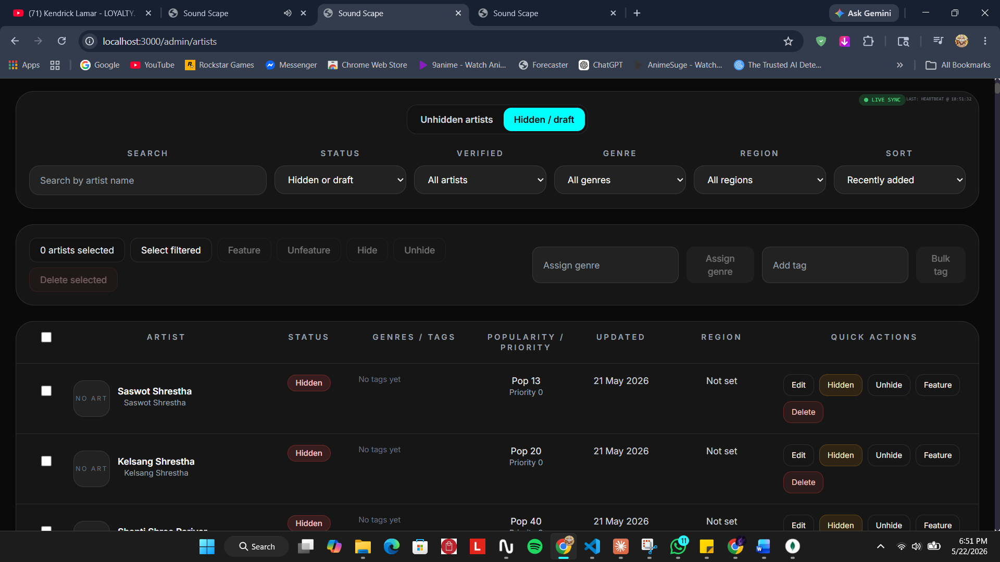 (71) Kendrick Lamar - LOYALTY.
Sound Scape
Sound Scape
Sound Scape
Ask Gemini
localhost:3000/admin/artists
Apps
Google
YouTube
Rockstar Games
Messenger
Chrome Web Store
9anime - Watch Ani...
Forecaster
ChatGPT
AnimeSuge - Watch...
The Trusted AI Dete...
All Bookmarks
LIVE SYNC
LAST: HEARTBEAT @ 18:51:32
Unhidden artists
Hidden / draft
SEARCH
STATUS
VERIFIED
GENRE
REGION
SORT
Search by artist name
Hidden or draft
All artists
All genres
All regions
Recently added
0 artists selected
Select filtered
Feature
Unfeature
Hide
Unhide
Delete selected
Assign genre
Assign
genre
Add tag
Bulk
tag
ARTIST
STATUS
GENRES / TAGS
POPULARITY /
PRIORITY
UPDATED
REGION
QUICK ACTIONS
NO ART
Saswot Shrestha
Saswot Shrestha
Hidden
No tags yet
Pop 13
Priority 0
21 May 2026
Not set
Edit
Hidden
Unhide
Feature
Delete
NO ART
Kelsang Shrestha
Kelsang Shrestha
Hidden
No tags yet
Pop 20
Priority 0
21 May 2026
Not set
Edit
Hidden
Unhide
Feature
Delete
Hidden
No tags yet
Pop 40
21 May 2026
Not set
Edit
Hidden
Unhide
Feature
Search
11
6:51 PM
5/22/2026